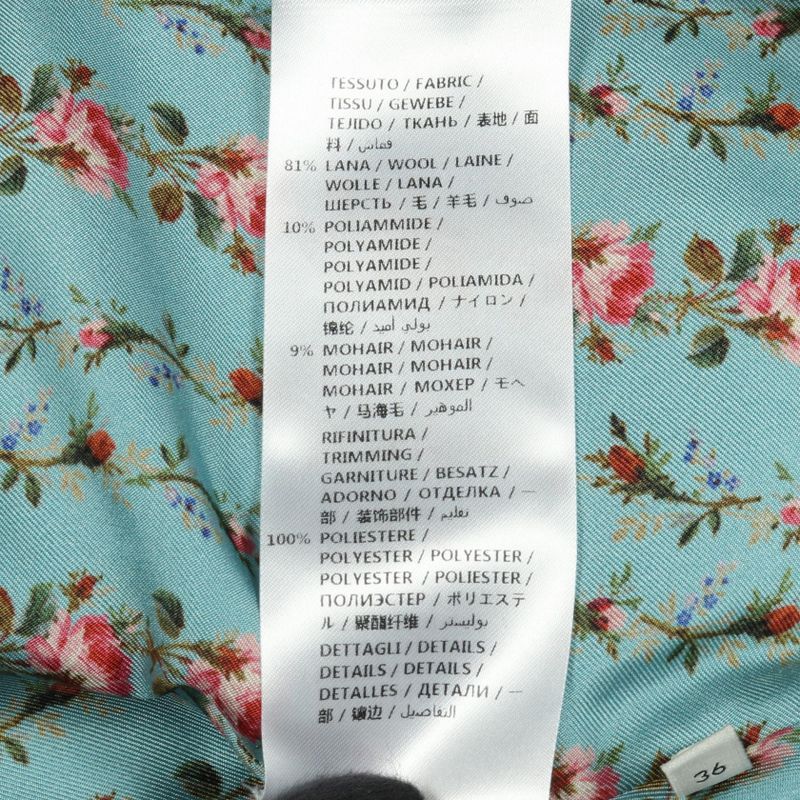 TESSUTO / FABRIC /
TISSU / GEWEBE /
TEJIDO / ТКАНЬ / 表地 / 面
料 / قماش
81% LANA / WOOL / LAINE /
WOLLE / LANA /
ШЕРСТЬ / 毛 / 羊毛 / صوف
10% POLIAMMIDE /
POLYAMIDE /
POLYAMIDE /
POLYAMID / POLIAMIDA /
ПОЛИАМИД / ナイロン /
锦纶 / بولي أميد
9% MOHAIR / MOHAIR /
MOHAIR / MOHAIR /
MOHAIR / МОХЕР / モヘ
ヤ / 马海毛 / الموهير
RIFINITURA /
TRIMMING /
GARNITURE / BESATZ /
ADORNO / ОТДЕЛКА / 一
部 / 装饰部件 / تقليم
100% POLIESTERE /
POLYESTER / POLYESTER /
POLYESTER / POLIESTER /
ПОЛИЭСТЕР / ポリエステ
ル / 聚酯纤维 / بوليستر
DETTAGLI / DETAILS /
DETAILS / DETAILS /
DETALLES / ДЕТАЛИ / 一
部 / 镶边 / التفاصيل
36